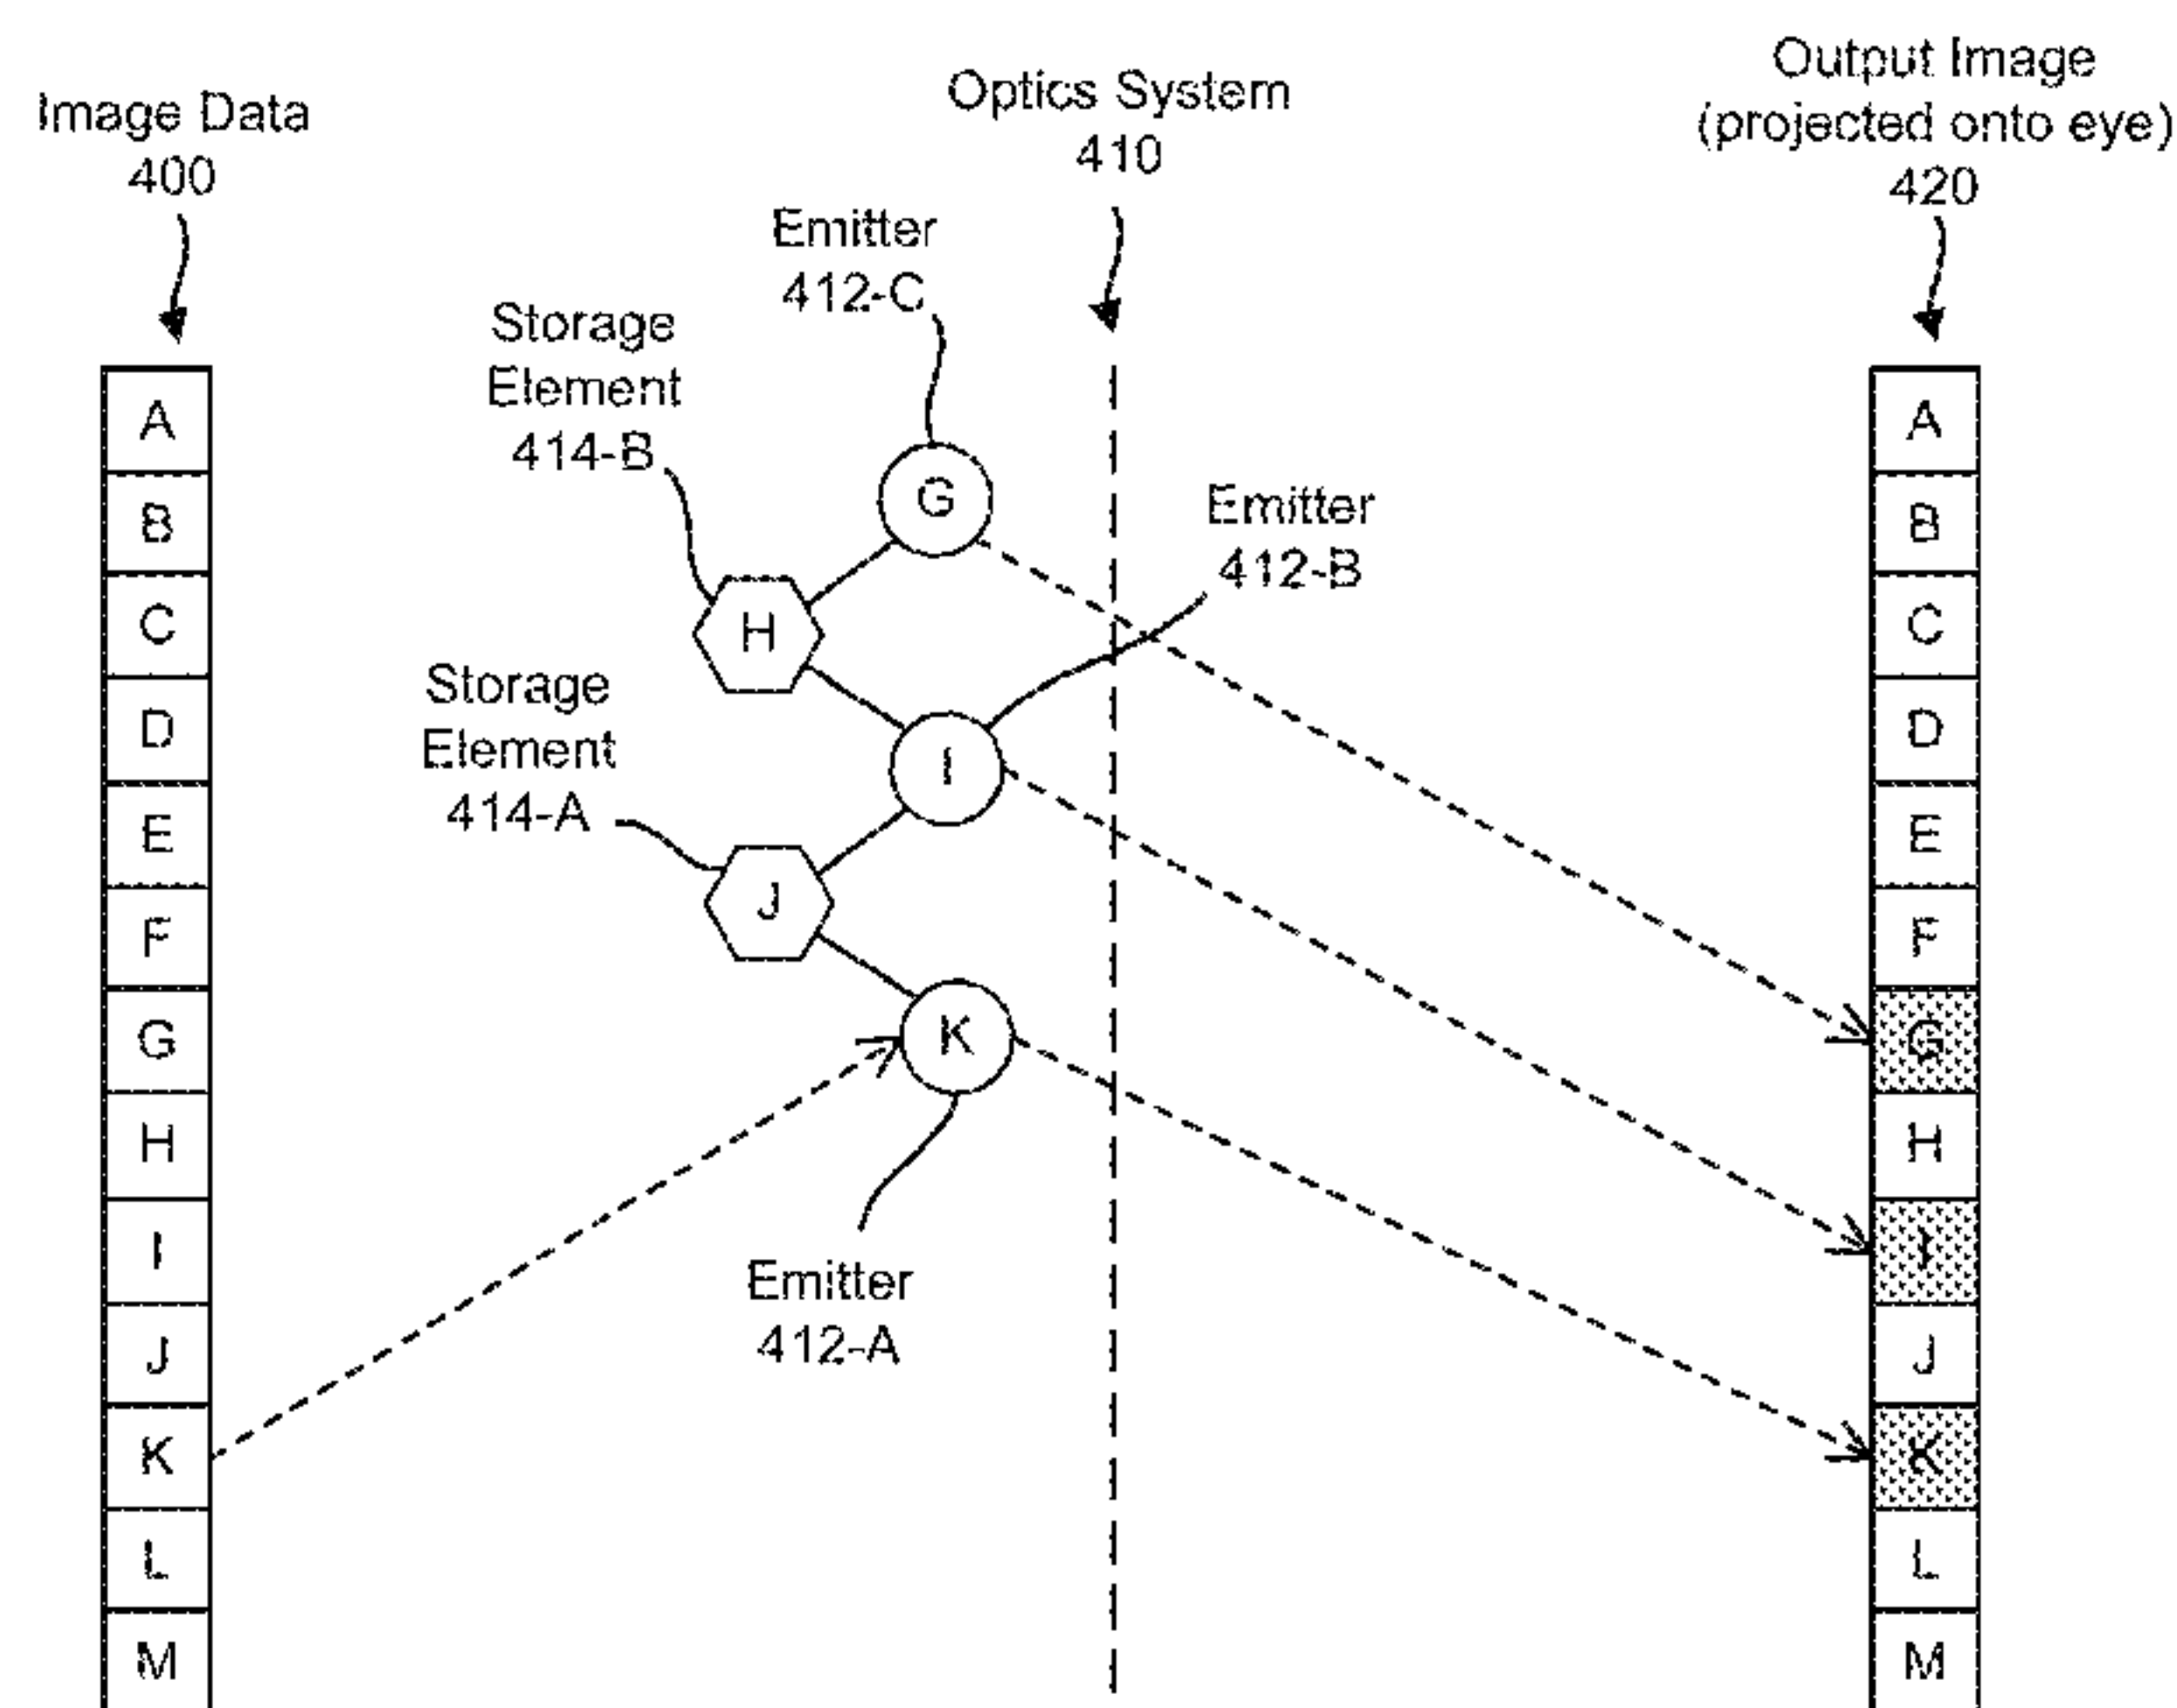 Image Data
400
Optics System
410
Output Image
(projected onto eye)
420
Emitter
412-C
Storage
Element
414-B
Emitter
412-B
Storage
Element
414-A
Emitter
412-A
A
B
C
D
E
F
G
H
I
J
K
L
M
G
H
I
J
K
A
B
C
D
E
F
G
H
I
J
K
L
M